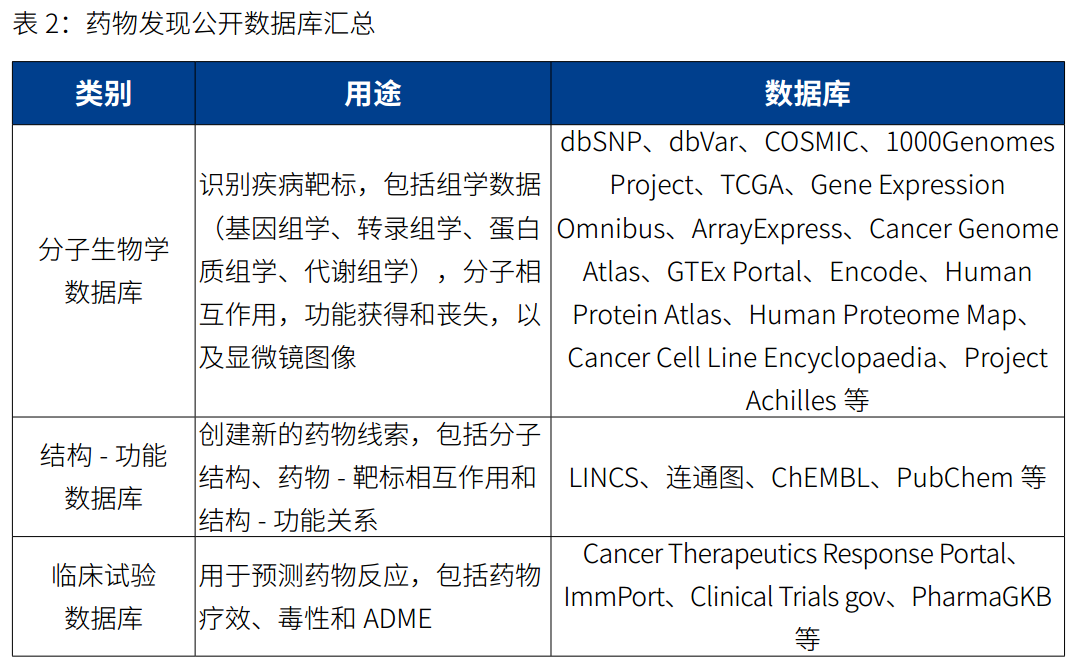 表 2：药物发现公开数据库汇总
类别
用途
数据库
分子生物学
数据库
识别疾病靶标，包括组学数据
（基因组学、转录组学、蛋白
质组学、代谢组学），分子相
互作用，功能获得和丧失，以
及显微镜图像
dbSNP、dbVar、COSMIC、1000Genomes
Project、TCGA、Gene Expression
Omnibus、ArrayExpress、Cancer Genome
Atlas、GTEx Portal、Encode、Human
Protein Atlas、Human Proteome Map、
Cancer Cell Line Encyclopaedia、Project
Achilles 等
结构 - 功能
数据库
创建新的药物线索，包括分子
结构、药物 - 靶标相互作用和
结构 - 功能关系
LINCS、连通图、ChEMBL、PubChem 等
临床试验
数据库
用于预测药物反应，包括药物
疗效、毒性和 ADME
Cancer Therapeutics Response Portal、
ImmPort、Clinical Trials gov、PharmaGKB
等